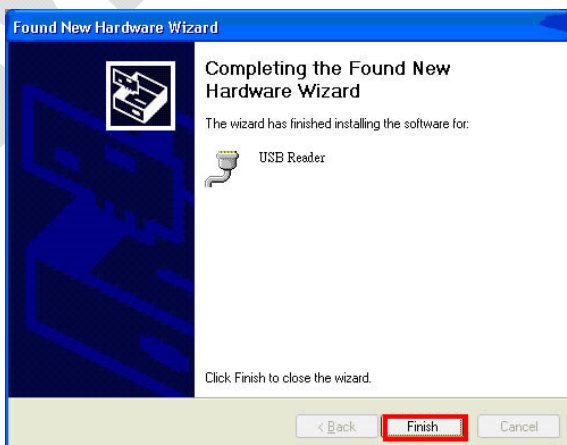 Found New Hardware Wizard
Completing the Found New
Hardware Wizard
The wizard has finished installing the software for:
USB Reader
Click Finish to close the wizard.
< Back
Finish
Cancel